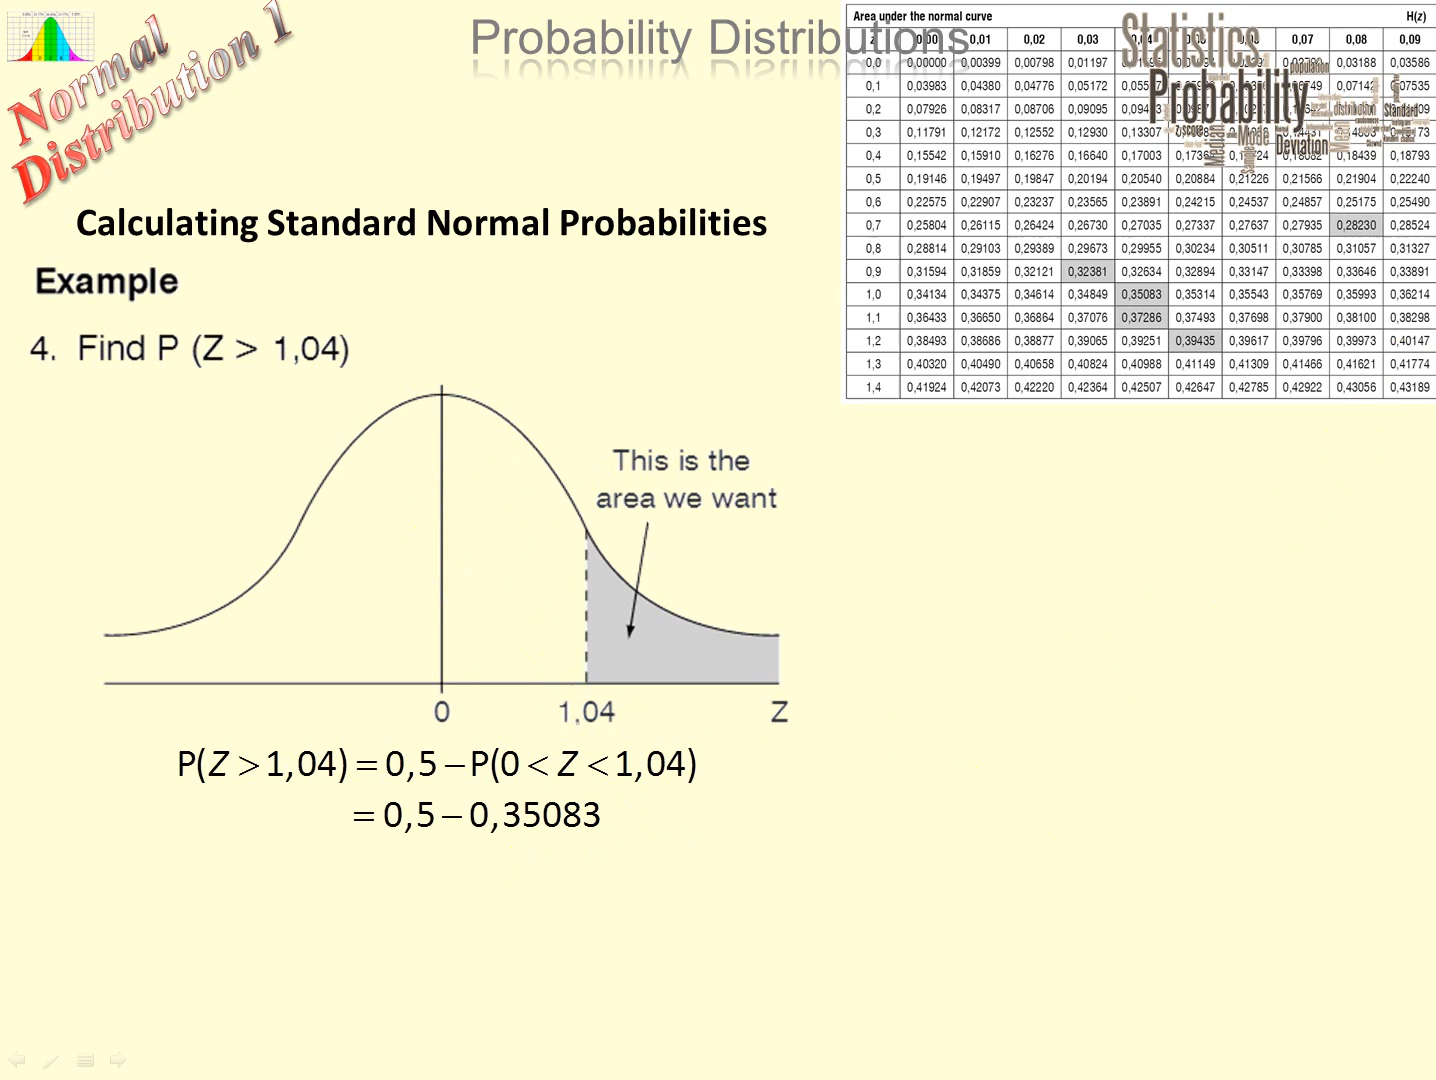 Normal
Distribution 1
Probability Distributions
Calculating Standard Normal Probabilities
Example
4. Find P (Z > 1,04)
This is the
area we want
0 1,04 Z
P(Z > 1,04) = 0,5 − P(0 < Z < 1,04)
= 0,5 − 0,35083
Area under the normal curve H(z)
0,01 0,02 0,03 0,07 0,08 0,09
0,0 0,00000 0,00399 0,00798 0,01197 0,03188 0,03586
0,1 0,03983 0,04380 0,04776 0,05172
0,2 0,07926 0,08317 0,08706 0,09095
0,3 0,11791 0,12172 0,12552 0,12930 0,13307
0,4 0,15542 0,15910 0,16276 0,16640 0,17003 0,18439 0,18793
0,5 0,19146 0,19497 0,19847 0,20194 0,20540 0,20884 0,21226 0,21566 0,21904 0,22240
0,6 0,22575 0,22907 0,23237 0,23565 0,23891 0,24215 0,24537 0,24857 0,25175 0,25490
0,7 0,25804 0,26115 0,26424 0,26730 0,27035 0,27337 0,27637 0,27935 0,28230 0,28524
0,8 0,28814 0,29103 0,29389 0,29673 0,29955 0,30234 0,30511 0,30785 0,31057 0,31327
0,9 0,31594 0,31859 0,32121 0,32381 0,32634 0,32894 0,33147 0,33398 0,33646 0,33891
1,0 0,34134 0,34375 0,34614 0,34849 0,35083 0,35314 0,35543 0,35769 0,35993 0,36214
1,1 0,36433 0,36650 0,36864 0,37076 0,37286 0,37493 0,37698 0,37900 0,38100 0,38298
1,2 0,38493 0,38686 0,38877 0,39065 0,39251 0,39435 0,39617 0,39796 0,39973 0,40147
1,3 0,40320 0,40490 0,40658 0,40824 0,40988 0,41149 0,41309 0,41466 0,41621 0,41774
1,4 0,41924 0,42073 0,42220 0,42364 0,42507 0,42647 0,42785 0,42922 0,43056 0,43189
Statistics
population
Probability
distribution
Standard
z scores
Median
Mode
Mean
Sample
Deviation